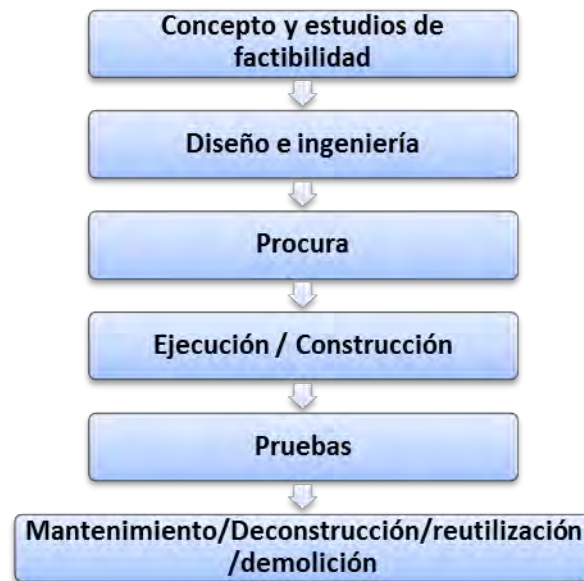 Concepto y estudios de
factibilidad
Diseño e ingeniería
Procura
Ejecución / Construcción
Pruebas
Mantenimiento/Deconstrucción/reutilización
/demolición